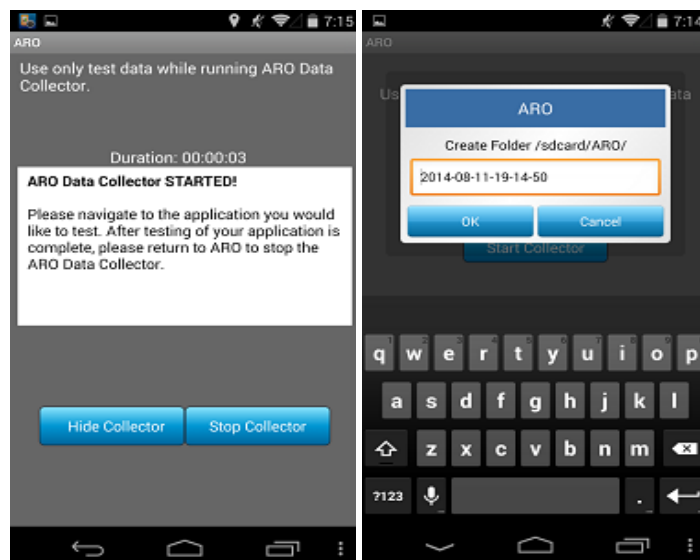 7:15
ARO
Use only test data while running ARO Data
Collector.
Duration: 00:00:03
ARO Data Collector STARTED!
Please navigate to the application you would
like to test. After testing of your application is
complete, please return to ARO to stop the
ARO Data Collector.
Hide Collector
Stop Collector
7:14
ARO
Us
ata
ARO
Create Folder /sdcard/ARO/
2014-08-11-19-14-50
OK
Cancel
Start Collector
q w e r t y u i o p
a s d f g h j k l
z x c v b n m
?123 .